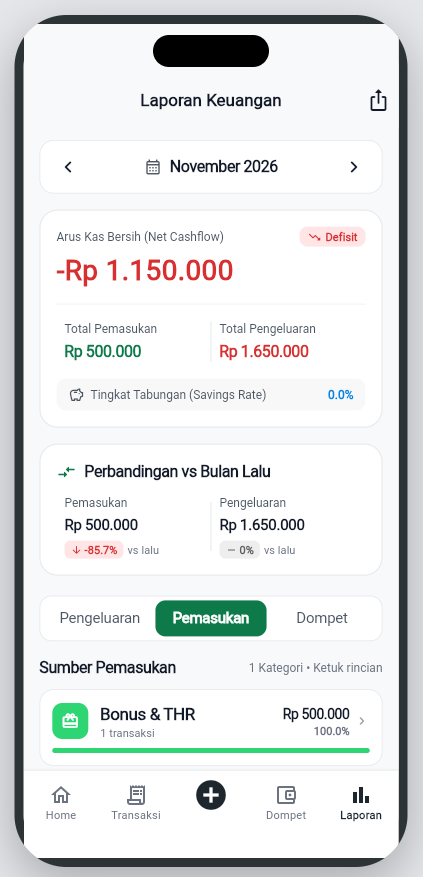 Laporan Keuangan
November 2026
Arus Kas Bersih (Net Cashflow)
Defisit
-Rp 1.150.000
Total Pemasukan
Total Pengeluaran
Rp 500.000
Rp 1.650.000
Tingkat Tabungan (Savings Rate)
0.0%
Perbandingan vs Bulan Lalu
Pemasukan
Pengeluaran
Rp 500.000
Rp 1.650.000
↓ -85.7% vs lalu
— 0% vs lalu
Pengeluaran
Pemasukan
Dompet
Sumber Pemasukan
1 Kategori • Ketuk rincian
Bonus & THR
Rp 500.000
1 transaksi
100.0%
Home
Transaksi
Dompet
Laporan